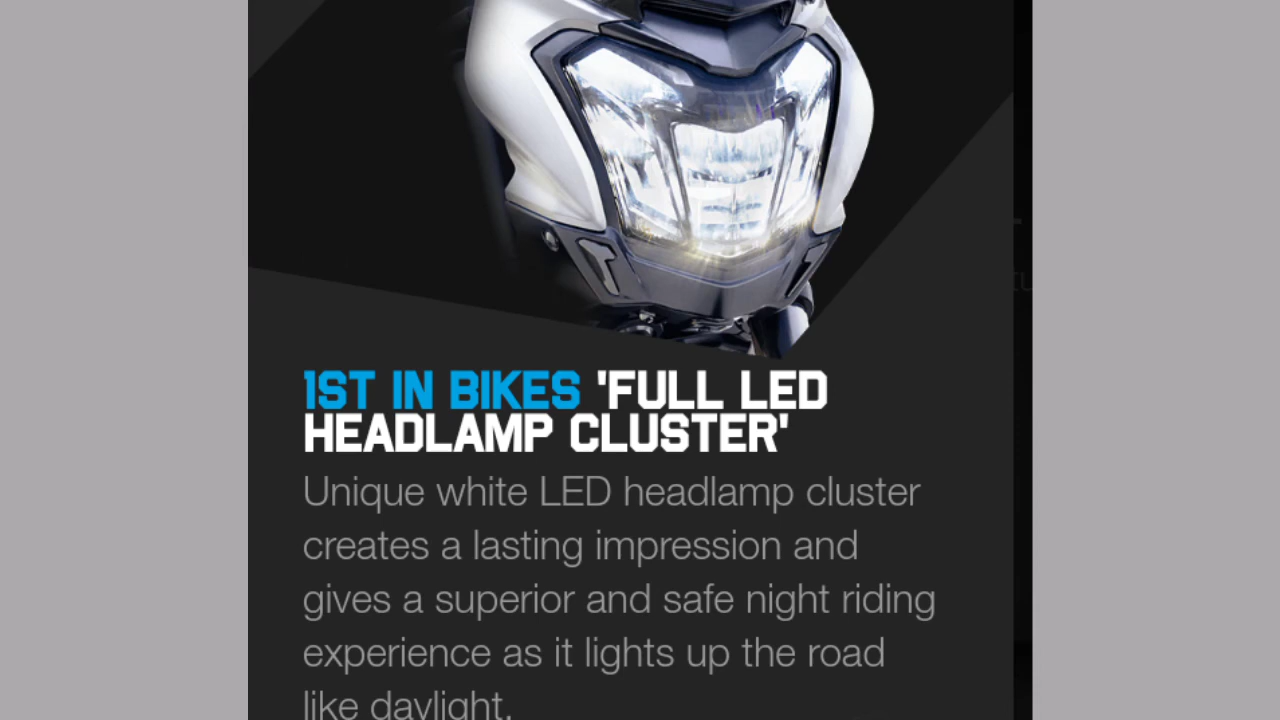 1ST IN BIKES 'FULL LED
HEADLAMP CLUSTER'
Unique white LED headlamp cluster
creates a lasting impression and
gives a superior and safe night riding
experience as it lights up the road
like daylight.